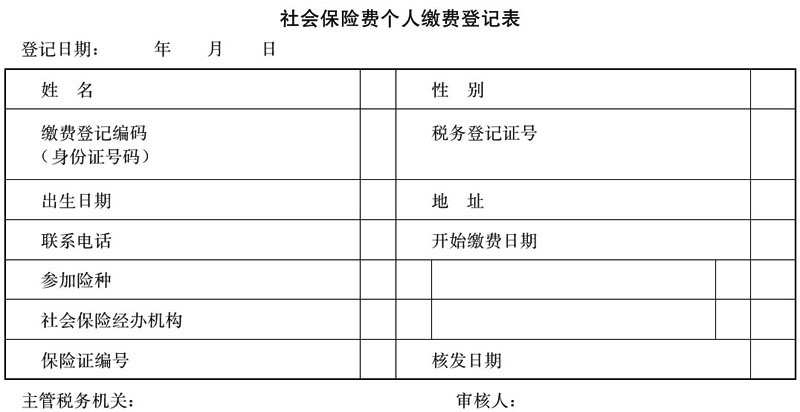 社会保险费个人缴费登记表
登记日期： 年 月 日
姓 名 性 别
缴费登记编码 税务登记证号
（身份证号码）
出生日期 地 址
联系电话 开始缴费日期
参加险种
社会保险经办机构
保险证编号 核发日期
主管税务机关： 审核人：